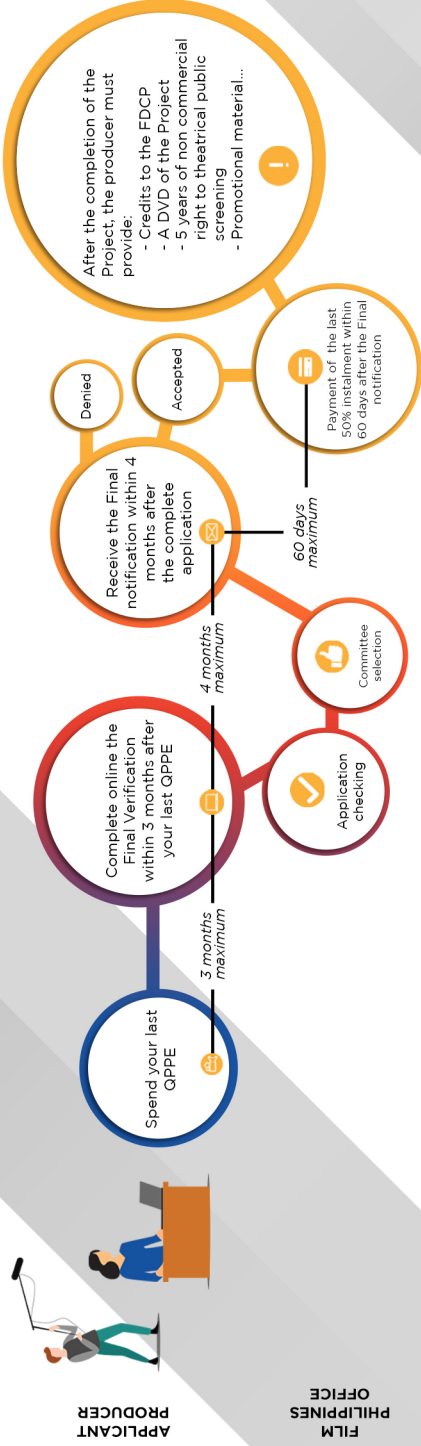 APPLICANT
PRODUCER
FILM
PHILIPPINES
OFFICE
Spend your last
QPPE
3 months
maximum
Complete online the
Final Verification
within 3 months after
your last QPPE
Application
checking
Committee
selection
4 months
maximum
Receive the Final
notification within 4
months after
the complete
application
Denied
Accepted
60 days
maximum
Payment of the last
50% instalment within
60 days after the Final
notification
After the completion of the
Project, the producer must
provide:
- Credits to the FDCP
- A DVD of the Project
- 5 years of non commercial
right to theatrical public
screening
- Promotional material...
i